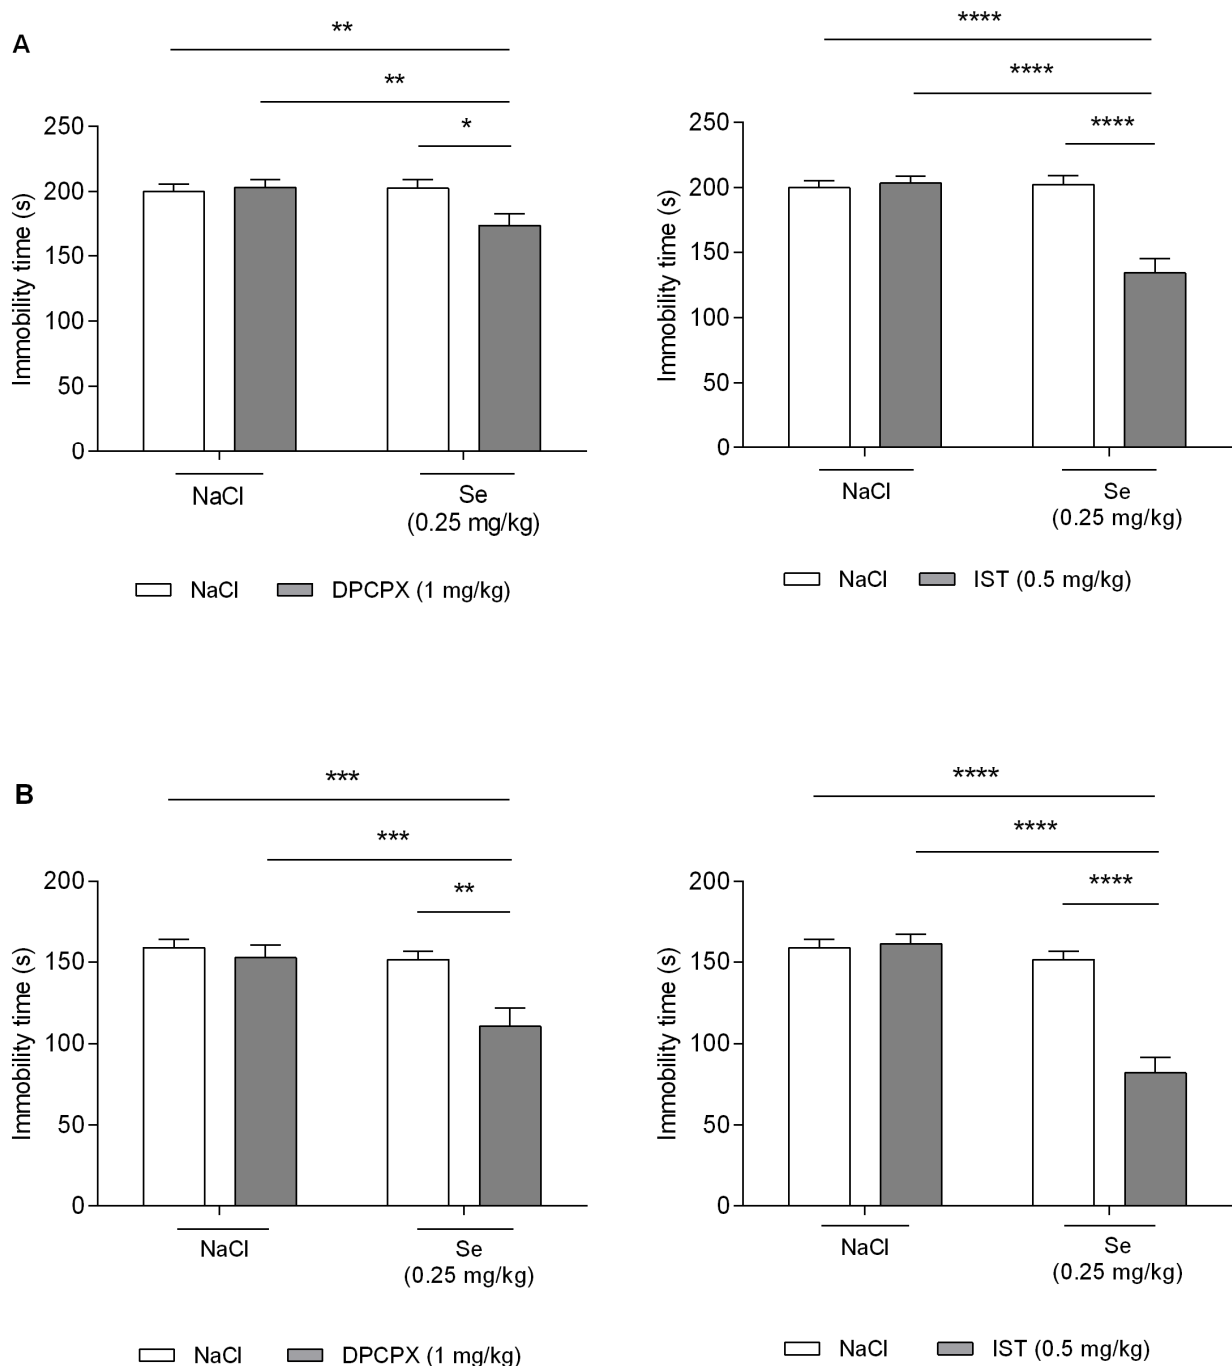 A
**
**
*
250
200
150
100
50
0
Immobility time (s)
NaCl
Se
(0.25 mg/kg)
NaCl DPCPX (1 mg/kg)
****
****
****
250
200
150
100
50
0
Immobility time (s)
NaCl
Se
(0.25 mg/kg)
NaCl IST (0.5 mg/kg)
B
***
***
**
200
150
100
50
0
Immobility time (s)
NaCl
Se
(0.25 mg/kg)
NaCl DPCPX (1 mg/kg)
****
****
****
200
150
100
50
0
Immobility time (s)
NaCl
Se
(0.25 mg/kg)
NaCl IST (0.5 mg/kg)